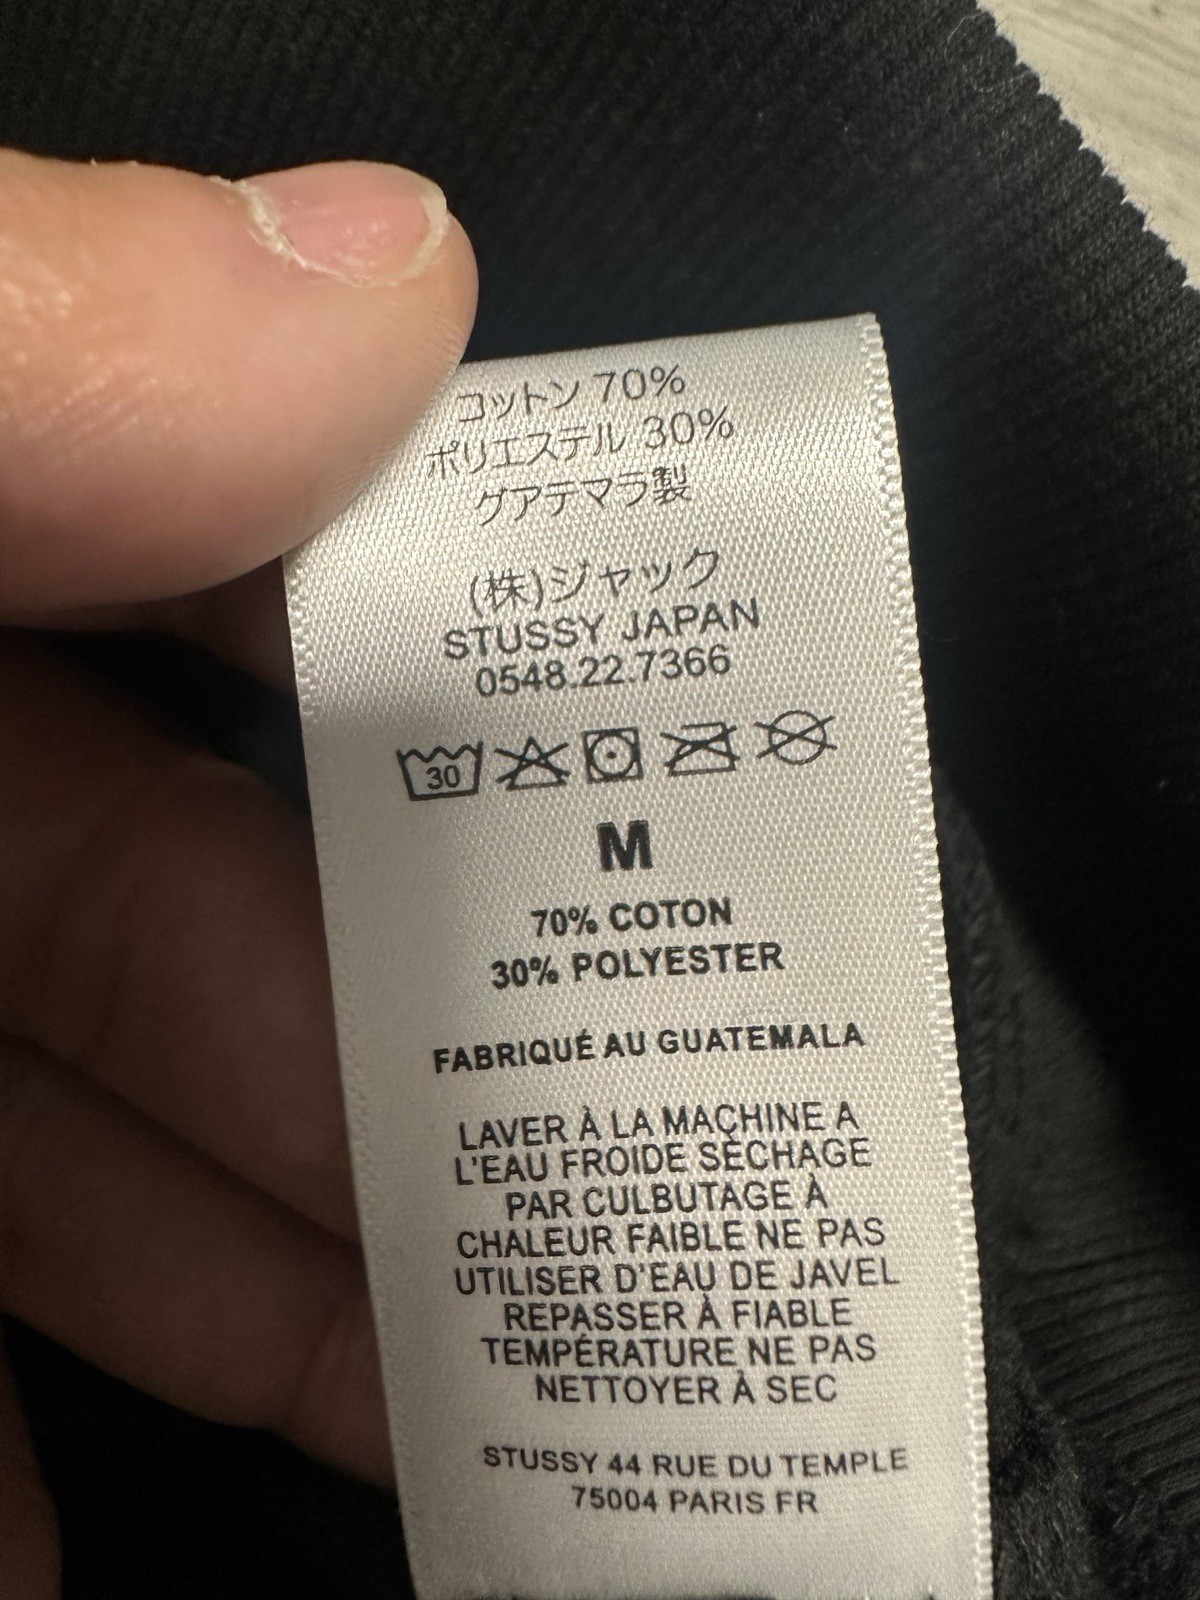 コットン 70%
ポリエステル 30%
グアテマラ製
(株)ジャック
STUSSY JAPAN
0548.22.7366
30
M
70% COTON
30% POLYESTER
FABRIQUÉ AU GUATEMALA
LAVER À LA MACHINE A
L'EAU FROIDE SÈCHAGE
PAR CULBUTAGE À
CHALEUR FAIBLE NE PAS
UTILISER D'EAU DE JAVEL
REPASSER À FIABLE
TEMPÉRATURE NE PAS
NETTOYER À SEC
STUSSY 44 RUE DU TEMPLE
75004 PARIS FR